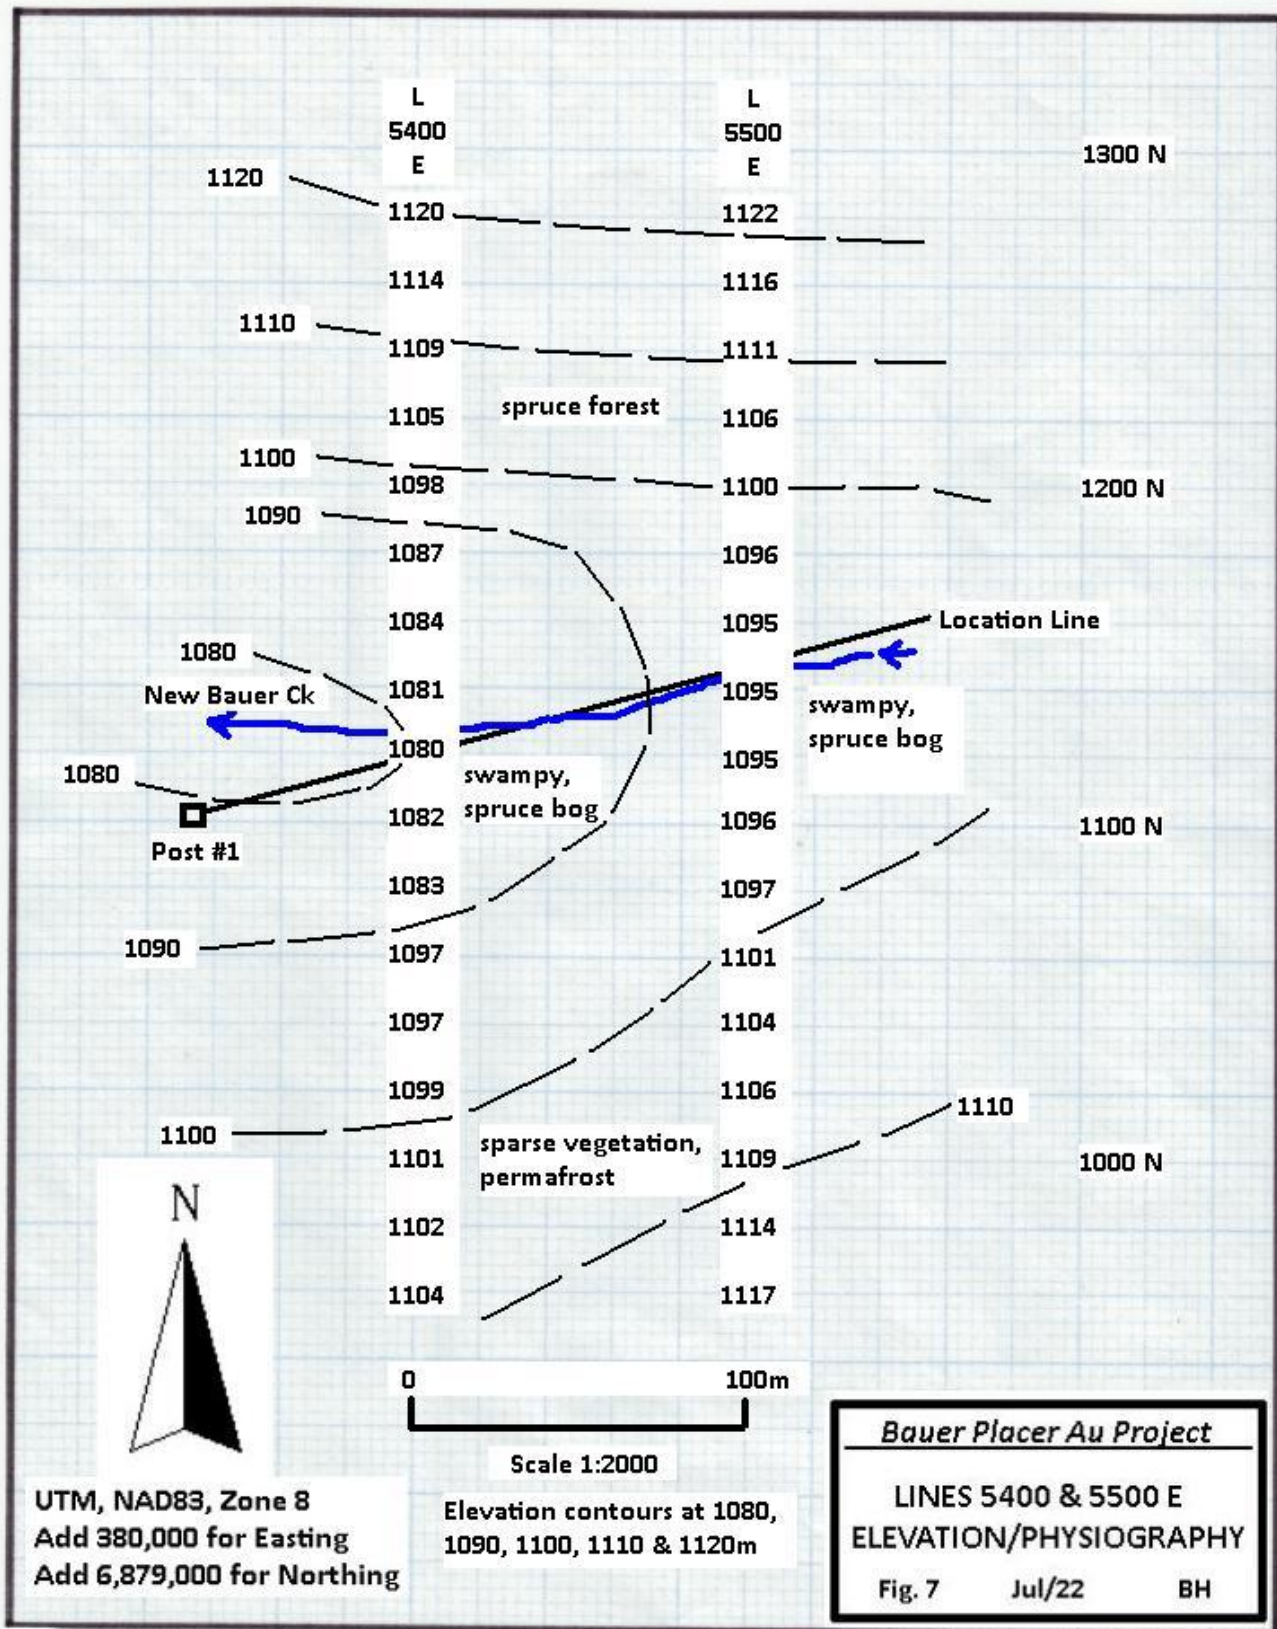 L L
5400 5500
E E
1300 N
1120
1120 1122
1114 1116
1110
1109 1111
spruce forest
1105 1106
1100
1098 1100 1200 N
1090
1087 1096
1084 1095
Location Line
1080
1081 1095
New Bauer Ck
swampy,
spruce bog
1080 1095
1080
swampy,
spruce bog
1082 1096 1100 N
Post #1
1083 1097
1090
1097 1101
1097 1104
1099 1106
1110
1100
sparse vegetation,
permafrost
1101 1109 1000 N
N
1102 1114
1104 1117
0 100m
Scale 1:2000
UTM, NAD83, Zone 8
Add 380,000 for Easting
Add 6,879,000 for Northing
Elevation contours at 1080,
1090, 1100, 1110 & 1120m
Bauer Placer Au Project
LINES 5400 & 5500 E
ELEVATION/PHYSIOGRAPHY
Fig. 7 Jul/22 BH